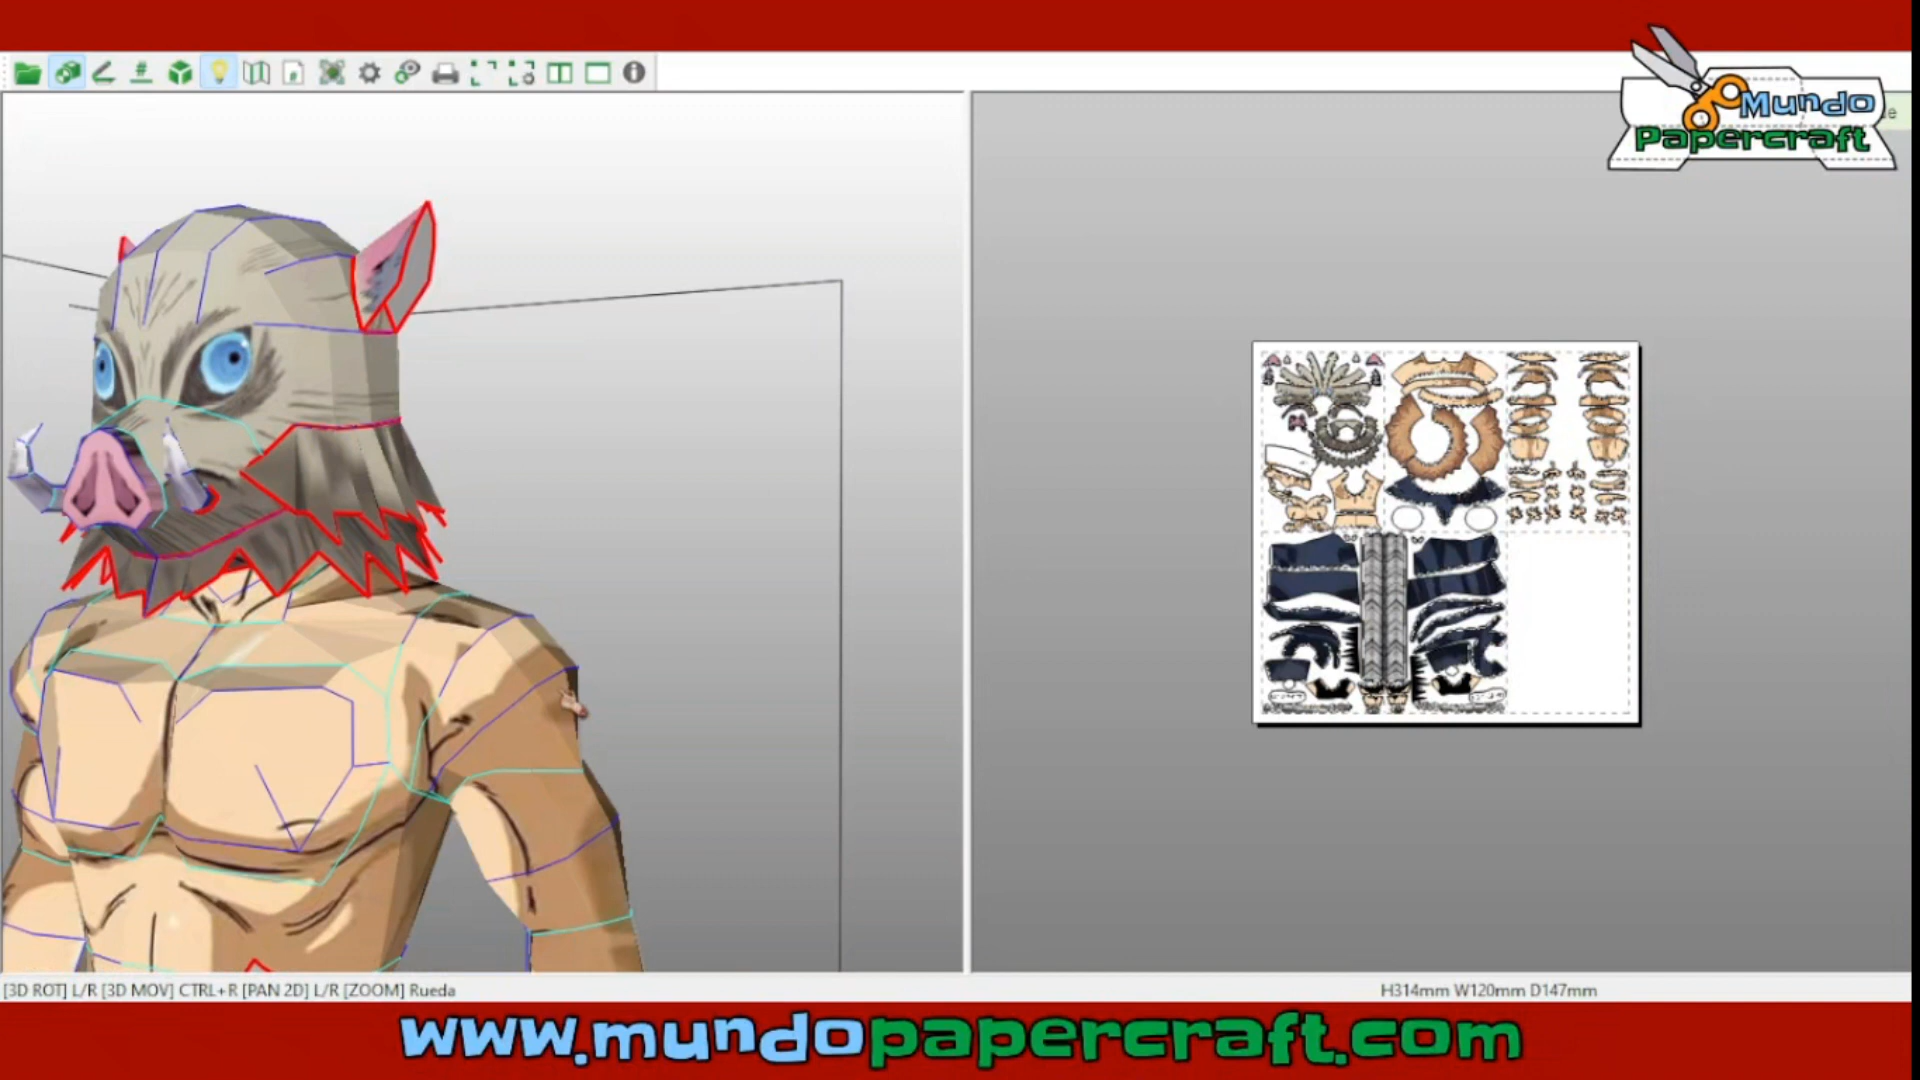 Mundo
Papercraft
[3D ROT] L/R [3D MOV] CTRL+R [PAN 2D] L/R [ZOOM] Rueda
H314mm W120mm D147mm
www.mundopapercraft.com